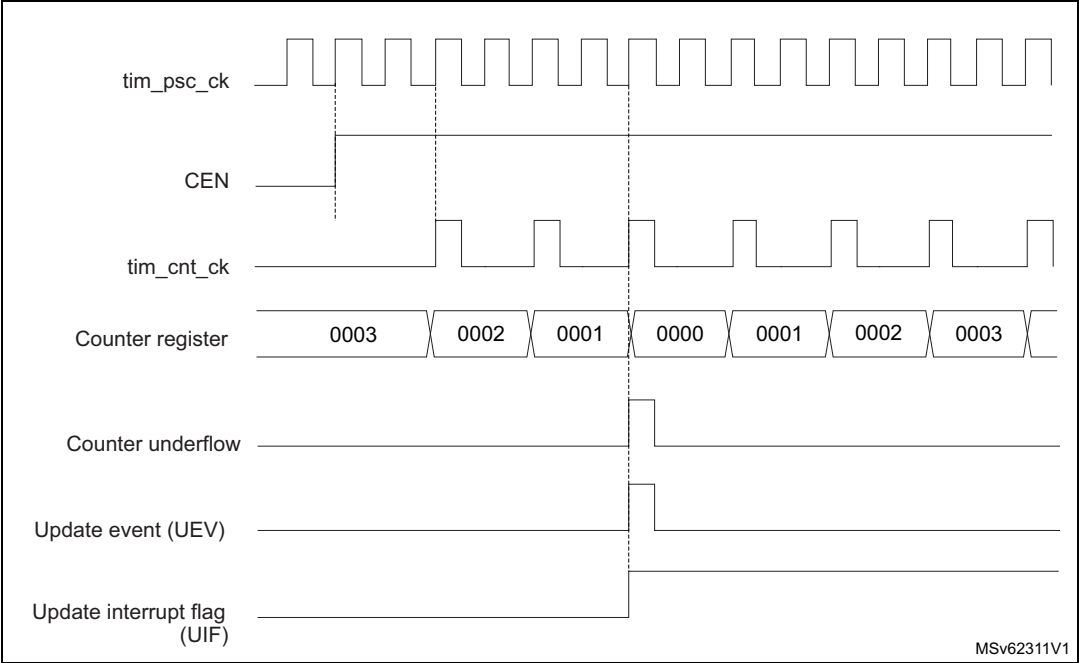 tim_psc_ck
CEN
tim_cnt_ck
Counter register 0003 0002 0001 0000 0001 0002 0003
Counter underflow
Update event (UEV)
Update interrupt flag
(UIF)
MSv62311V1